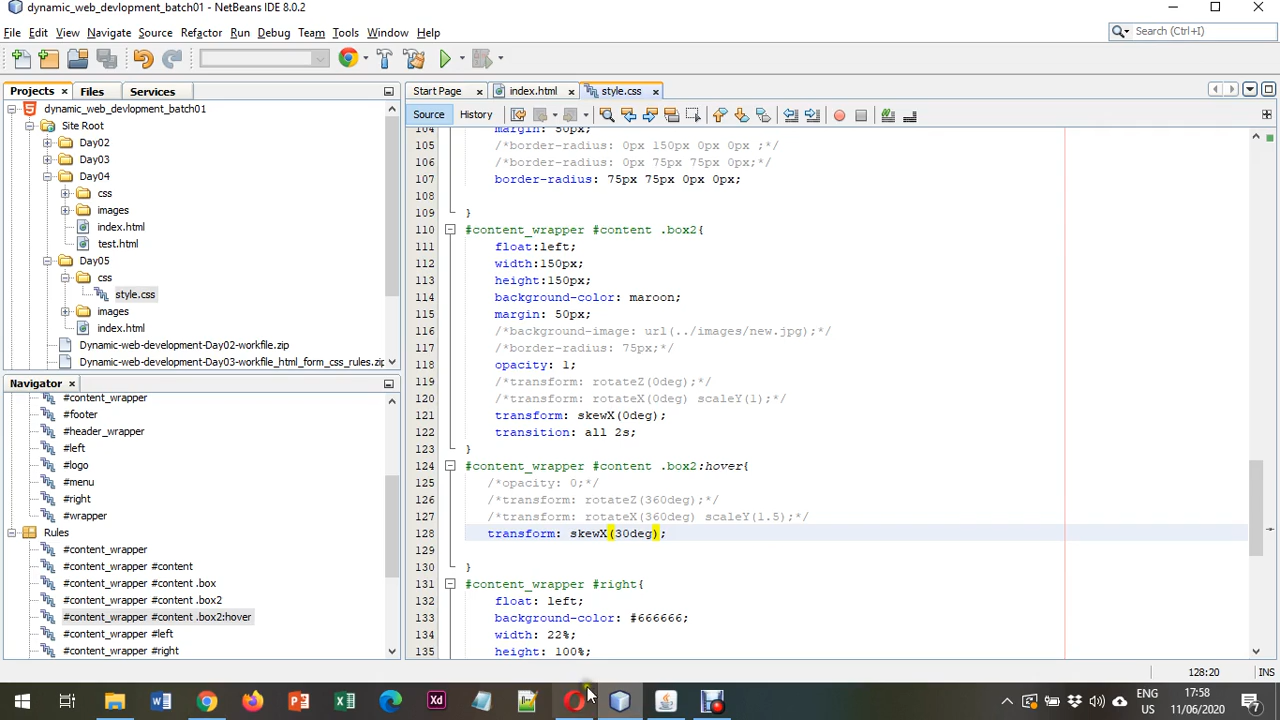 dynamic_web_devlopment_batch01 - NetBeans IDE 8.0.2
File Edit View Navigate Source Refactor Run Debug Team Tools Window Help
Search (Ctrl+I)
Projects Files Services
Start Page index.html style.css
Source History
dynamic_web_devlopment_batch01
Site Root
Day02
Day03
Day04
css
images
index.html
test.html
Day05
css
style.css
images
index.html
Dynamic-web-development-Day02-workfile.zip
Dynamic-web-development-Day03-workfile_html_form_css_rules.zip
Navigator
#content_wrapper
#footer
#header_wrapper
#left
#logo
#menu
#right
#wrapper
Rules
#content_wrapper
#content_wrapper #content
#content_wrapper #content .box
#content_wrapper #content .box2
#content_wrapper #content .box2:hover
#content_wrapper #left
#content_wrapper #right
104 margin: 50px;
105 /*border-radius: 0px 150px 0px 0px ;*/
106 /*border-radius: 0px 75px 75px 0px;*/
107 border-radius: 75px 75px 0px 0px;
108
109 }
110 #content_wrapper #content .box2{
111 float:left;
112 width:150px;
113 height:150px;
114 background-color: maroon;
115 margin: 50px;
116 /*background-image: url(../images/new.jpg);*/
117 /*border-radius: 75px;*/
118 opacity: 1;
119 /*transform: rotateZ(0deg);*/
120 /*transform: rotateX(0deg) scaleY(1);*/
121 transform: skewX(0deg);
122 transition: all 2s;
123 }
124 #content_wrapper #content .box2:hover{
125 /*opacity: 0;*/
126 /*transform: rotateZ(360deg);*/
127 /*transform: rotateX(360deg) scaleY(1.5);*/
128 transform: skewX(30deg);
129
130 }
131 #content_wrapper #right{
132 float: left;
133 background-color: #666666;
134 width: 22%;
135 height: 100%;
128:20 INS
ENG
US
17:58
11/06/2020
7